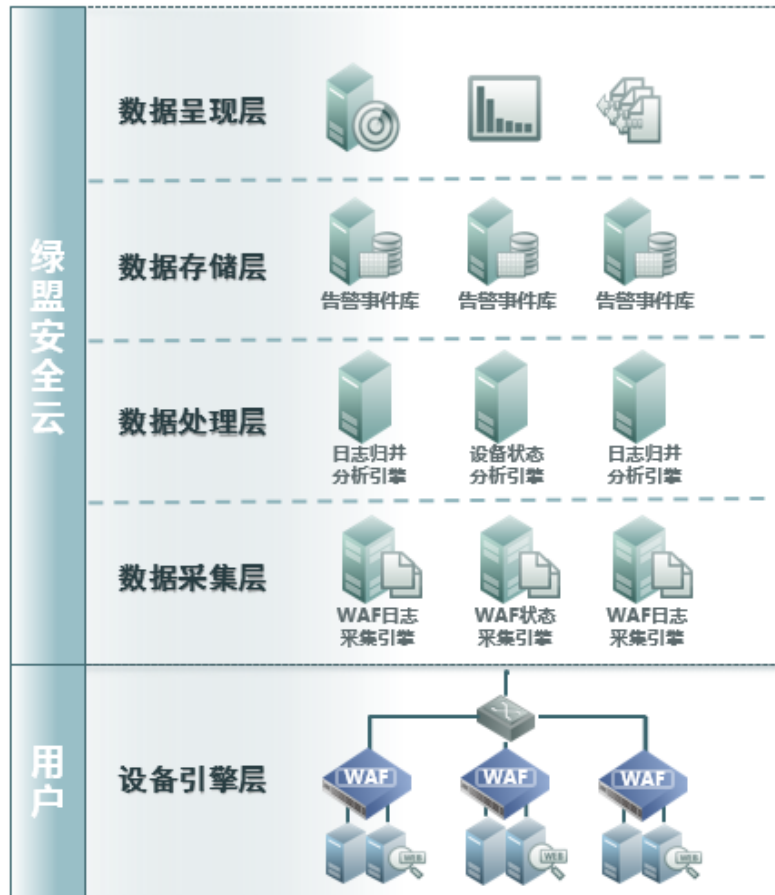 绿盟安全云
数据呈现层
数据存储层
告警事件库
告警事件库
告警事件库
数据处理层
日志归并
分析引擎
设备状态
分析引擎
日志归并
分析引擎
数据采集层
WAF日志
采集引擎
WAF状态
采集引擎
WAF日志
采集引擎
用户
设备引擎层
WAF
WAF
WAF
WEB
WEB
WEB